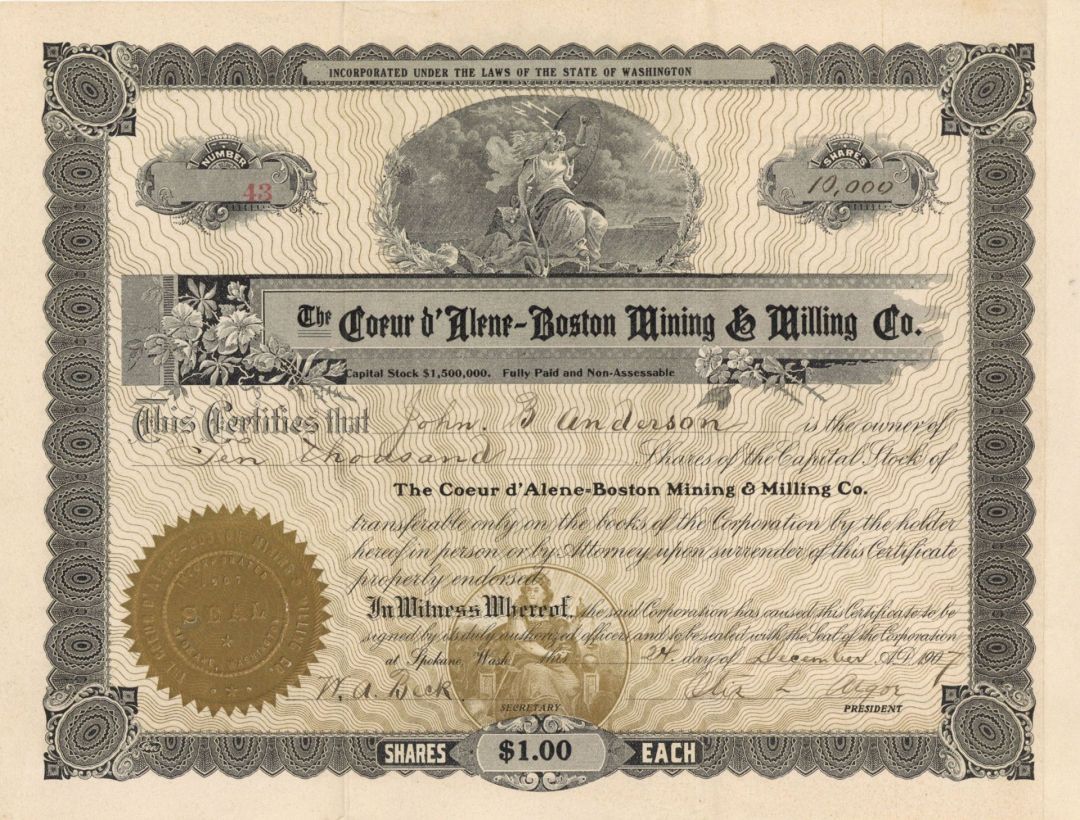 INCORPORATED UNDER THE LAWS OF THE STATE OF WASHINGTON
NUMBER
43
SHARES
10,000
The Coeur d'Alene-Boston Mining & Milling Co.
Capital Stock $1,500,000. Fully Paid and Non-Assessable
This Certifies that John. B Anderson is the owner of
Ten Thousand Shares of the Capital Stock of
The Coeur d'Alene-Boston Mining & Milling Co.
transferable only on the books of the Corporation by the holder
hereof in person or by Attorney upon surrender of this Certificate
properly endorsed.
In Witness Whereof, the said Corporation has caused this Certificate to be
signed by its duly authorized officers and to be sealed with the Seal of the Corporation
at Spokane, Wash. this 24 day of December A.D. 1907
W. A. Beck
SECRETARY
PRESIDENT
INCORPORATED
1907
SEAL
SPOKANE, WASHINGTON
SHARES $1.00 EACH